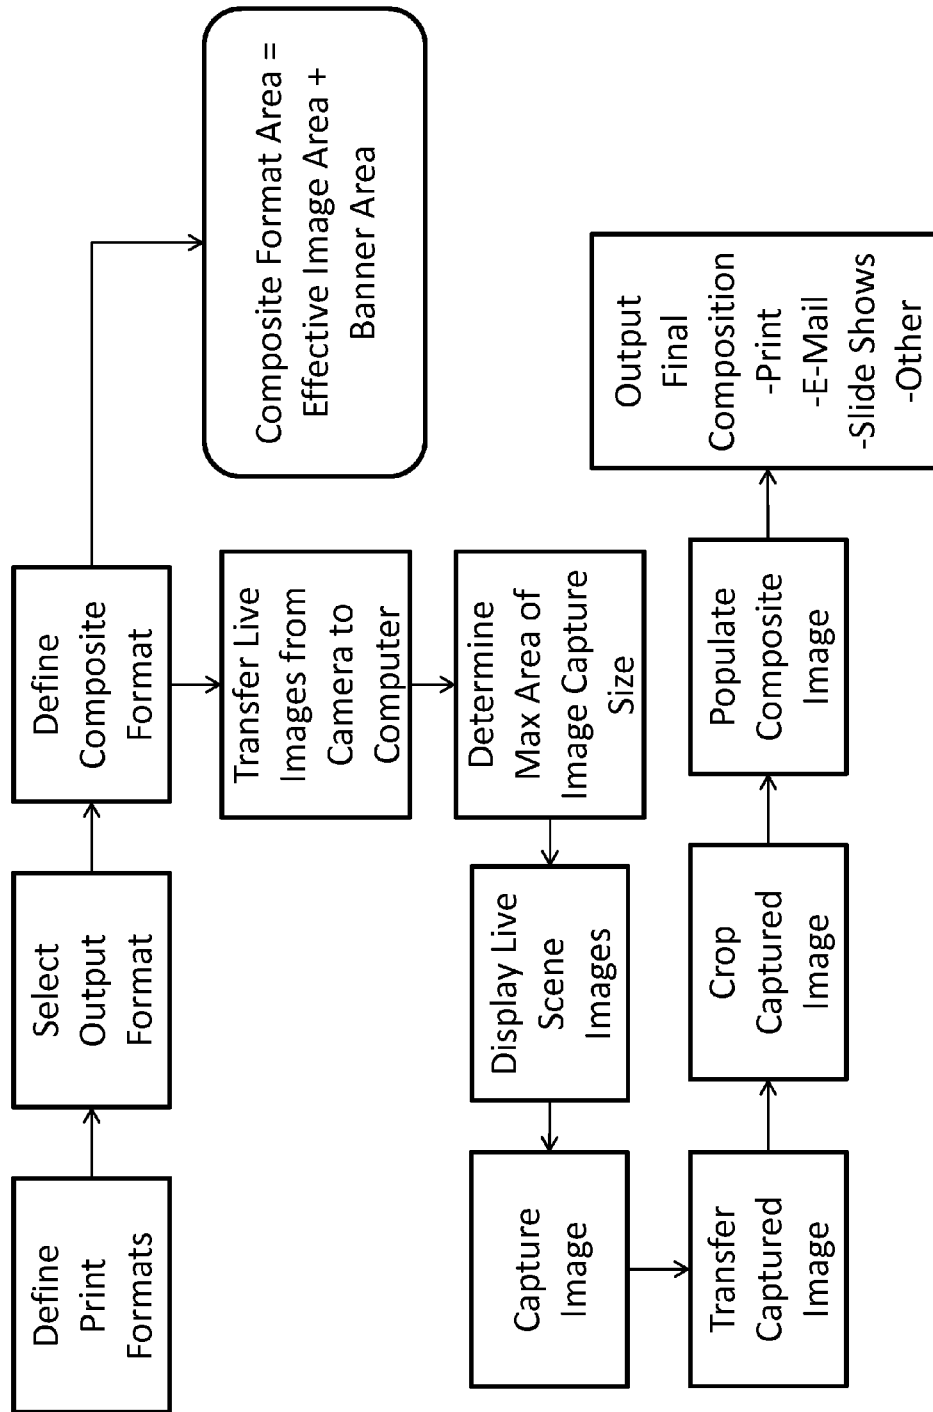 Define
Print
Formats
Select
Output
Format
Define
Composite
Format
Composite Format Area =
Effective Image Area +
Banner Area
Transfer Live
Images from
Camera to
Computer
Determine
Max Area of
Image Capture
Size
Display Live
Scene
Images
Capture
Image
Transfer
Captured
Image
Crop
Captured
Image
Populate
Composite
Image
Output
Final
Composition
-Print
-E-Mail
-Slide Shows
-Other